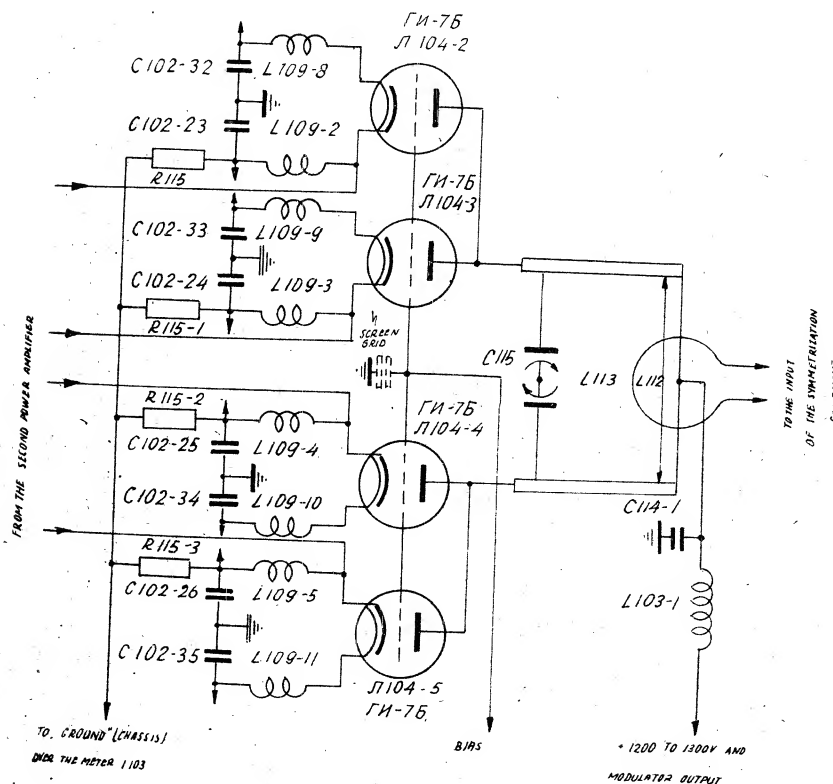 ГИ-7Б
Л 104-2
C102-32
L109-8
C102-23
L109-2
R115
ГИ-7Б
Л104-3
C102-33
L109-9
C102-24
L109-3
R115-1
SCREEN
GRID
C115
L113
L112
FROM THE SECOND POWER AMPLIFIER
TO THE INPUT
OF THE SYMMETRISATION
R115-2
ГИ-7Б
Л104-4
C102-25
L109-4
C102-34
L109-10
C114-1
R115-3
C102-26
L109-5
L103-1
C102-35
L109-11
Л104-5
ГИ-7Б
TO "GROUND" (CHASSIS)
OVER THE METER 1103
BIAS
+ 1200 TO 1300V AND
MODULATOR OUTPUT